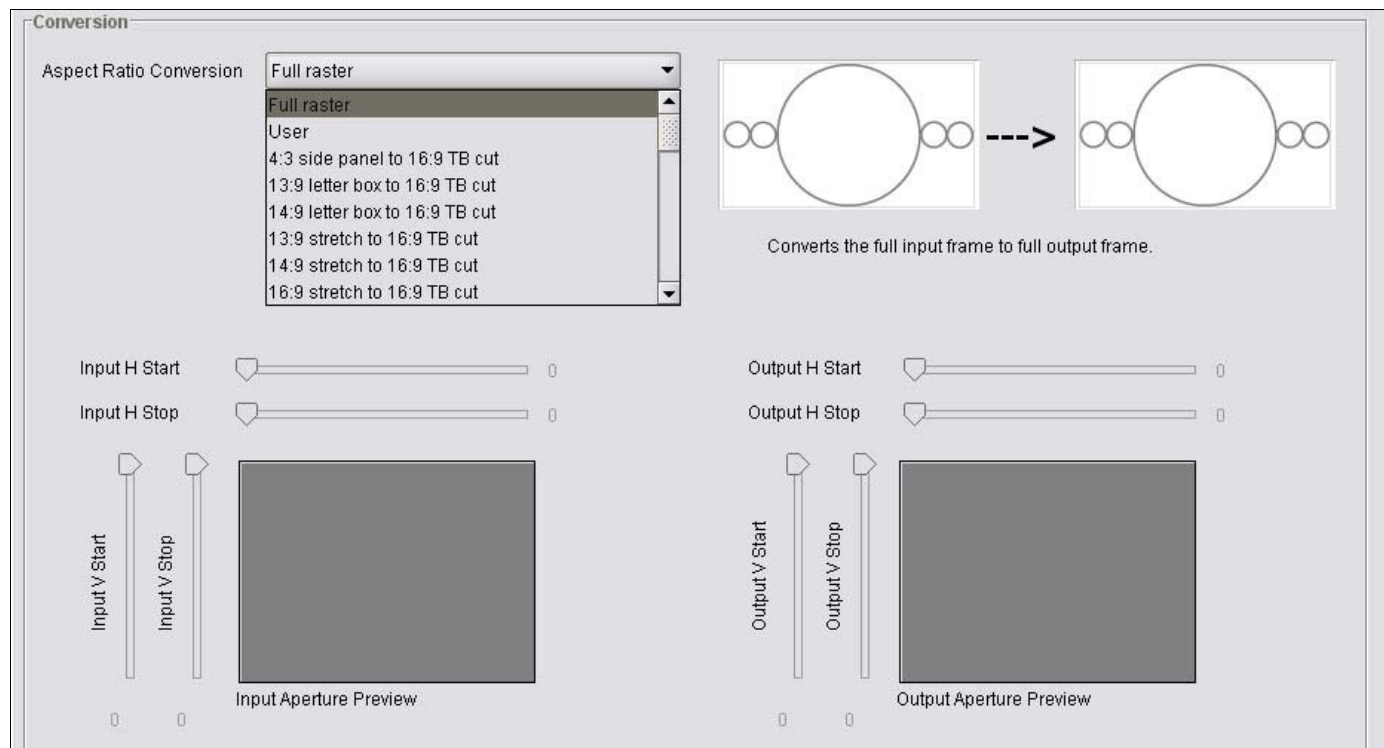 Conversion
Aspect Ratio Conversion
Full raster
Full raster
User
4:3 side panel to 16:9 TB cut
13:9 letter box to 16:9 TB cut
14:9 letter box to 16:9 TB cut
13:9 stretch to 16:9 TB cut
14:9 stretch to 16:9 TB cut
16:9 stretch to 16:9 TB cut
--->
Converts the full input frame to full output frame.
Input H Start 0
Input H Stop 0
Input V Start
Input V Stop
Input Aperture Preview
0 0
Output H Start 0
Output H Stop 0
Output V Start
Output V Stop
Output Aperture Preview
0 0